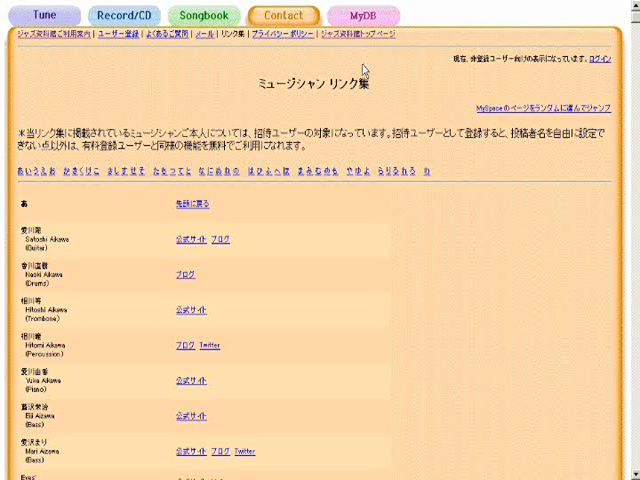 Tune Record/CD Songbook Contact MyDB
ジャズ資料館ご利用案内 | ユーザー登録 | よくあるご質問 | メール | リンク集 | プライバシーポリシー | ジャズ資料館トップページ
現在、非登録ユーザー向けの表示になっています。ログイン
ミュージシャン リンク集
MySpaceのページをランダムに選んでジャンプ
＊当リンク集に掲載されているミュージシャンご本人については、招待ユーザーの対象になっています。招待ユーザーとして登録すると、投稿者名を自由に設定で
きない点以外は、有料登録ユーザーと同様の機能を無料でご利用になれます。
あいうえお かきくけこ さしすせそ たちつてと なにぬねの はひふへほ まみむめも やゆよ らりるれろ わ
あ 先頭に戻る
Satoshi Aikawa 公式サイト ブログ
(Guitar)
Naoki Aikawa ブログ
(Drums)
相川等
Hitoshi Aikawa 公式サイト
(Trombone)
相川瞳
Hitomi Aikawa ブログ Twitter
(Percussion)
愛川由香
Yuka Aikawa 公式サイト
(Piano)
藍沢栄治
Eiji Aizawa 公式サイト
(Bass)
愛沢まり
Mari Aizawa 公式サイト ブログ Twitter
(Bass)